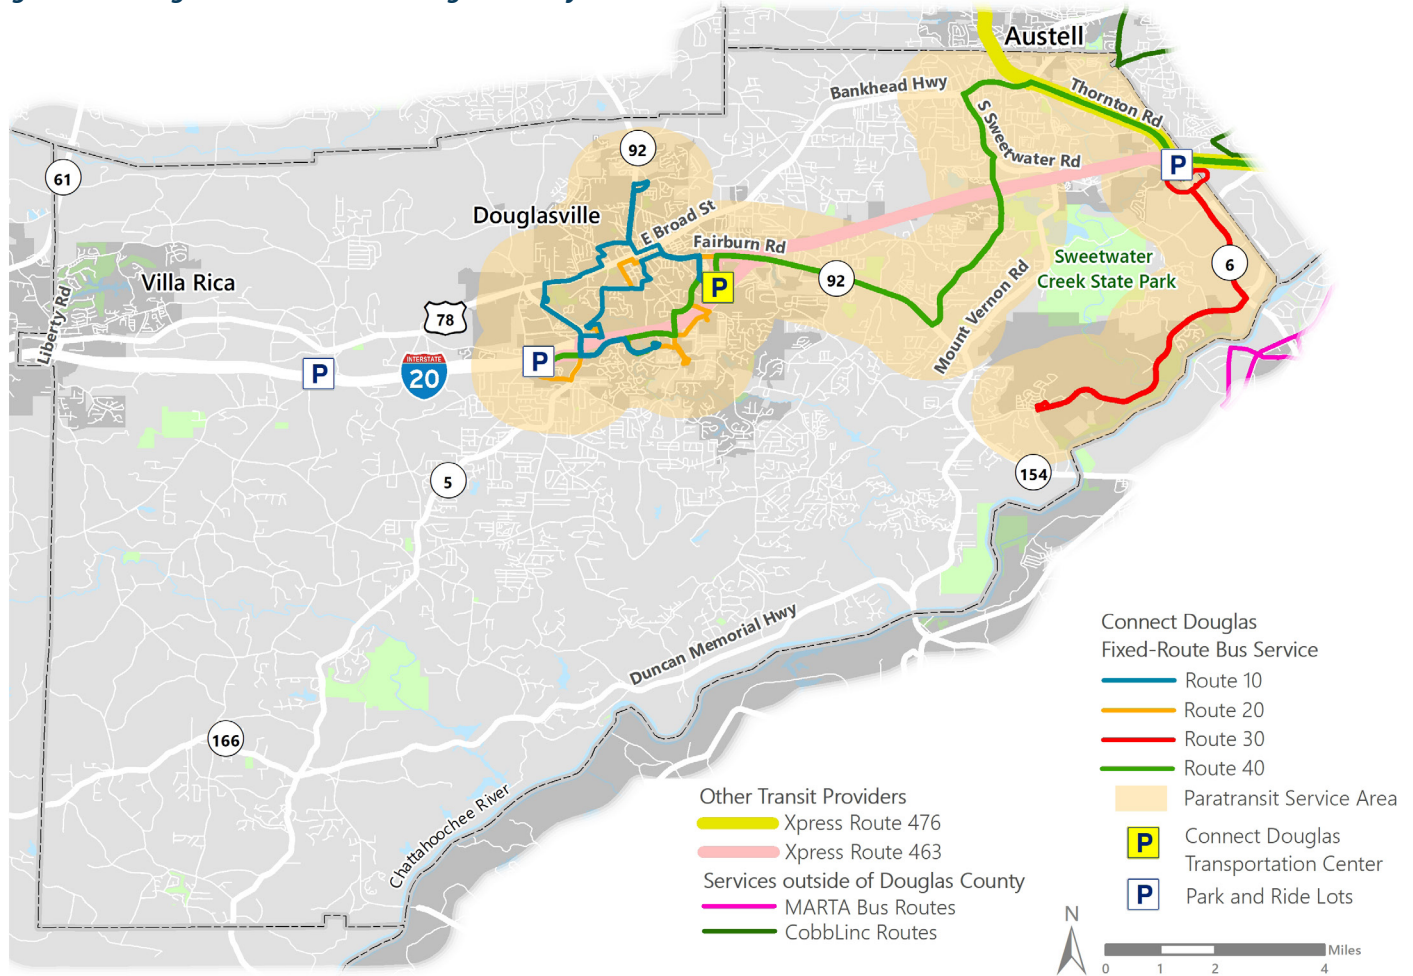 Austell
Bankhead Hwy
Thornton Rd
S Sweetwater Rd
92
P
61
Douglasville
E Broad St
Fairburn Rd
Sweetwater
Creek State Park
6
Villa Rica
92
P
Liberty Rd
78
Mount Vernon Rd
P
INTERSTATE
20
P
5
154
Duncan Memorial Hwy
166
Chattahoochee River
Connect Douglas
Fixed-Route Bus Service
Route 10
Route 20
Route 30
Route 40
Paratransit Service Area
P
Connect Douglas
Transportation Center
P
Park and Ride Lots
Other Transit Providers
Xpress Route 476
Xpress Route 463
Services outside of Douglas County
MARTA Bus Routes
CobbLinc Routes
N
Miles
0 1 2 4